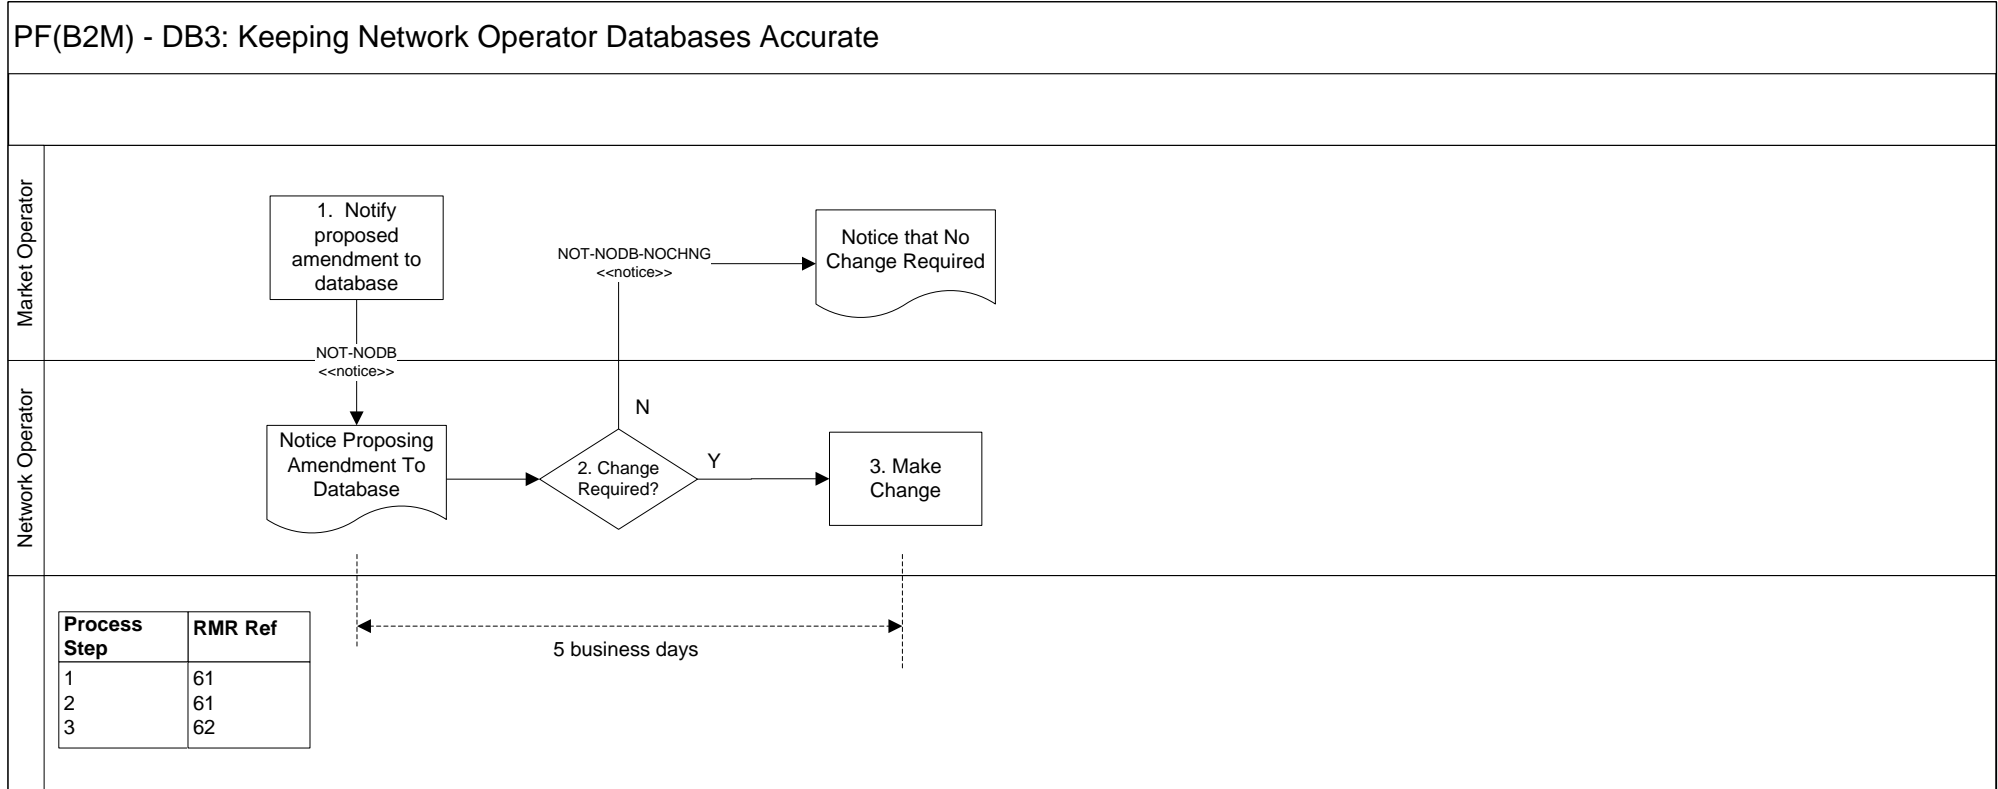 PF(B2M) - DB3: Keeping Network Operator Databases Accurate
Market Operator
1. Notify
proposed
amendment to
database
NOT-NODB-NOCHNG
<<notice>>
Notice that No
Change Required
NOT-NODB
<<notice>>
Network Operator
Notice Proposing
Amendment To
Database
N
2. Change
Required?
Y
3. Make
Change
5 business days
Process
Step
RMR Ref
1 61
2 61
3 62